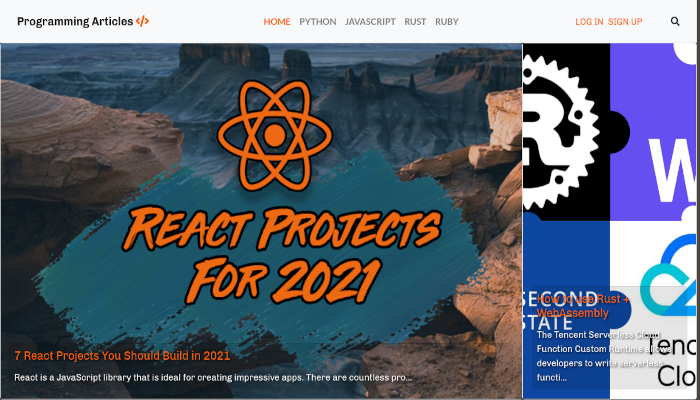 Programming Articles </>
HOME PYTHON JAVASCRIPT RUST RUBY
LOG IN SIGN UP
REACT PROJECTS
FOR 2021
7 React Projects You Should Build in 2021
React is a JavaScript library that is ideal for creating impressive apps. There are countless pro...
R
W
SECOND
STATE
Tenc
Clo
How to use Rust +
WebAssembly
The Tencent Serverless Cloud
Function Custom Runtime allows
developers to write serverless
functi...